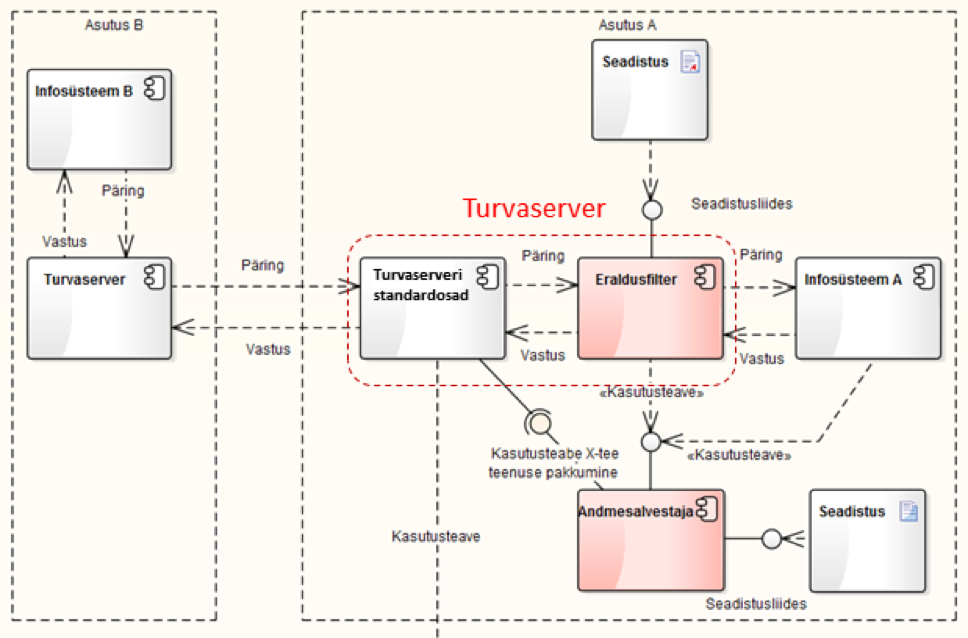 Asutus B
Asutus A
Seadistus
Infosüsteem B
Päring
Vastus
Turvaserver
Seadistusliides
Turvaserver
Päring
Vastus
Turvaserveri
standardosad
Päring
Vastus
Eraldusfilter
Päring
Vastus
Infosüsteem A
«Kasutusteave»
«Kasutusteave»
Kasutusteabe X-tee
teenuse pakkumine
Kasutusteave
Andmesalvestaja
Seadistus
Seadistusliides